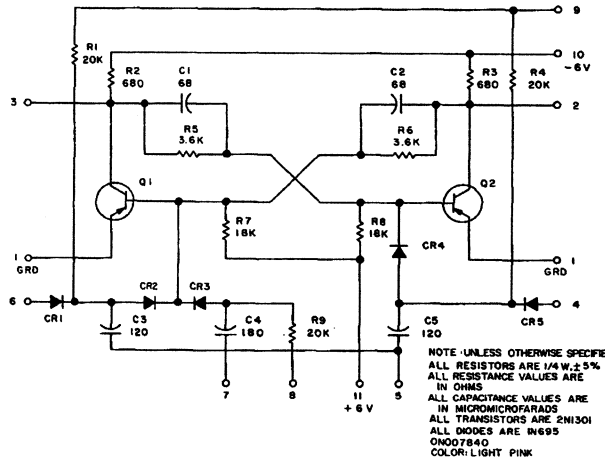 9
R1
20K
10
-6V
R2
680
C1
68
C2
68
R3
680
R4
20K
3
2
R5
3.6K
R6
3.6K
Q1
Q2
R7
18K
R8
18K
CR4
1
GRD
1
GRD
6
CR1
CR2
CR3
CR5
4
C3
120
C4
180
R9
20K
C5
120
7
8
11
+6V
5
NOTE: UNLESS OTHERWISE SPECIFIE
ALL RESISTORS ARE 1/4 W, ±5%
ALL RESISTANCE VALUES ARE
IN OHMS
ALL CAPACITANCE VALUES ARE
IN MICROMICROFARADS
ALL TRANSISTORS ARE 2N1301
ALL DIODES ARE IN695
ON007840
COLOR: LIGHT PINK